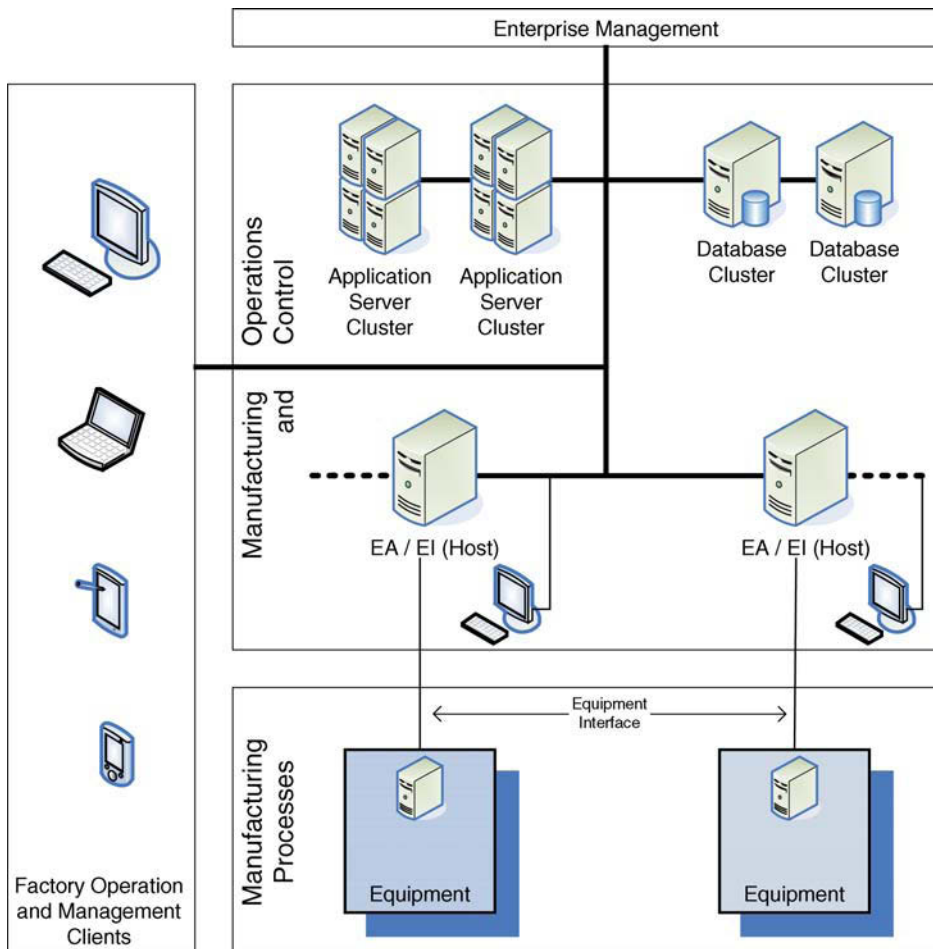 Enterprise Management
Operations
Control
Application
Server
Cluster
Application
Server
Cluster
Database
Cluster
Database
Cluster
Manufacturing
and
EA / EI (Host)
EA / EI (Host)
Equipment
Interface
Manufacturing
Processes
Equipment
Equipment
Factory Operation
and Management
Clients